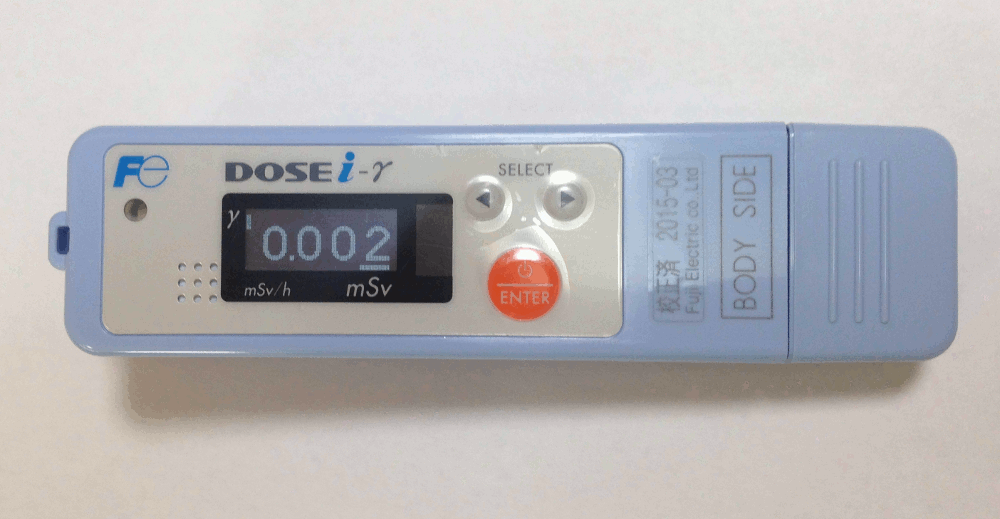 Fe
DOSE i-γ
SELECT
γ
0.002
mSv/h
mSv
ENTER
校正済 2015-03
Fuji Electric co. Ltd
BODY SIDE